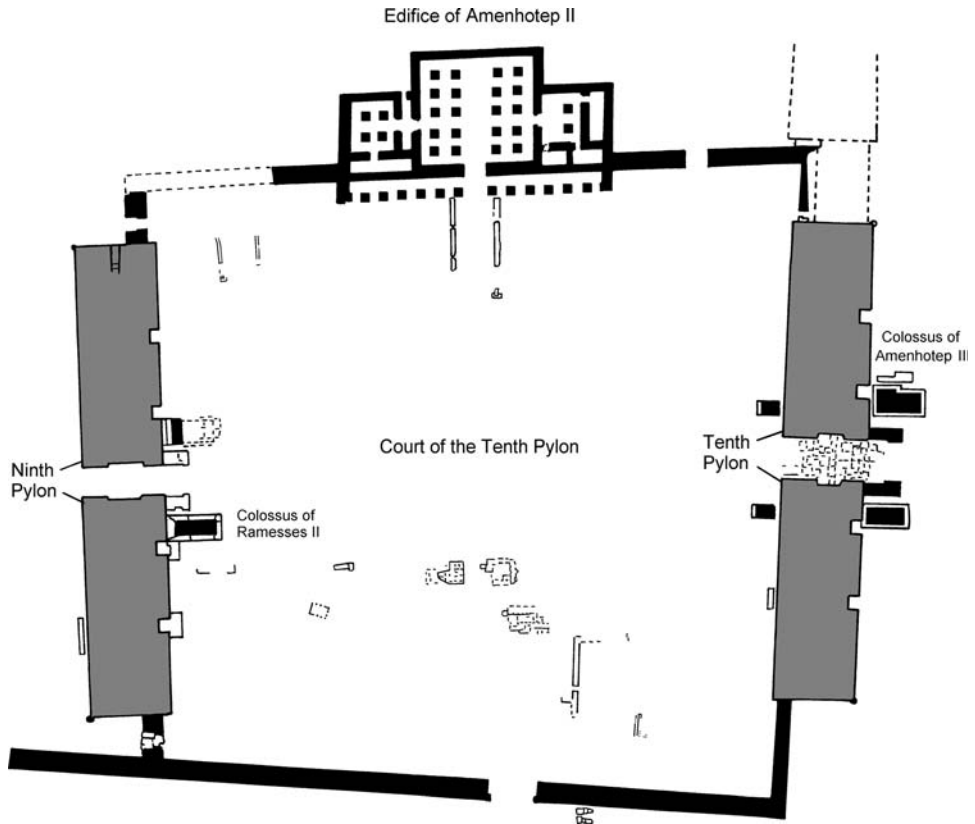 Edifice of Amenhotep II
Colossus of
Amenhotep III
Court of the Tenth Pylon
Tenth
Pylon
Ninth
Pylon
Colossus of
Ramesses II